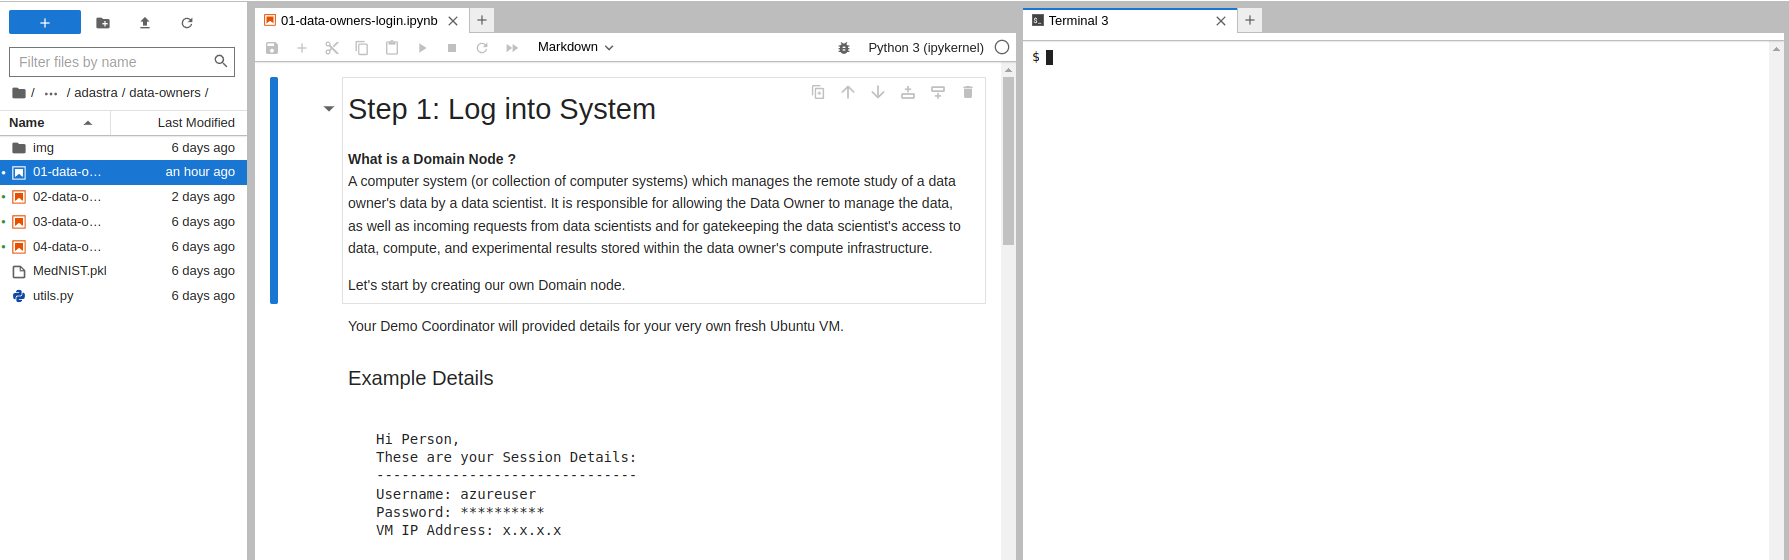 Filter files by name
/ ... / adastra / data-owners /
Name Last Modified
img 6 days ago
01-data-o... an hour ago
02-data-o... 2 days ago
03-data-o... 6 days ago
04-data-o... 6 days ago
MedNIST.pkl 6 days ago
utils.py 6 days ago
01-data-owners-login.ipynb
Markdown
Python 3 (ipykernel)
Step 1: Log into System
What is a Domain Node ?
A computer system (or collection of computer systems) which manages the remote study of a data
owner's data by a data scientist. It is responsible for allowing the Data Owner to manage the data,
as well as incoming requests from data scientists and for gatekeeping the data scientist's access to
data, compute, and experimental results stored within the data owner's compute infrastructure.
Let's start by creating our own Domain node.
Your Demo Coordinator will provided details for your very own fresh Ubuntu VM.
Example Details
Hi Person,
These are your Session Details:
-------------------------------
Username: azureuser
Password: **********
VM IP Address: x.x.x.x
Terminal 3
$